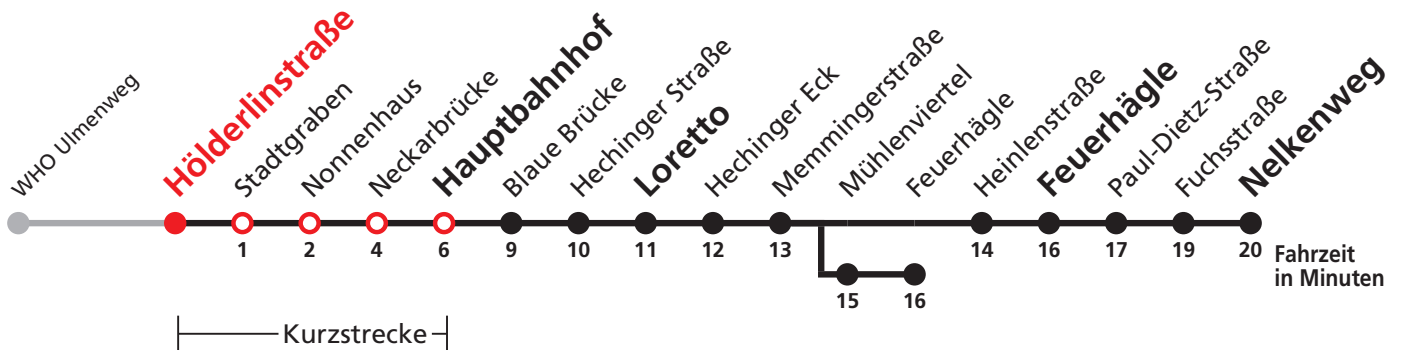 WHO Ulmenweg
Hölderlinstraße
Stadtgraben
Nonnenhaus
Neckarbrücke
Hauptbahnhof
Blaue Brücke
Hechinger Straße
Loretto
Hechinger Eck
Memmingerstraße
Mühlenviertel
Feuerhägle
Heinlenstraße
Feuerhägle
Paul-Dietz-Straße
Fuchsstraße
Nelkenweg
1 2 4 6 9 10 11 12 13 14 16 17 19 20
Fahrzeit
in Minuten
15 16
Kurzstrecke